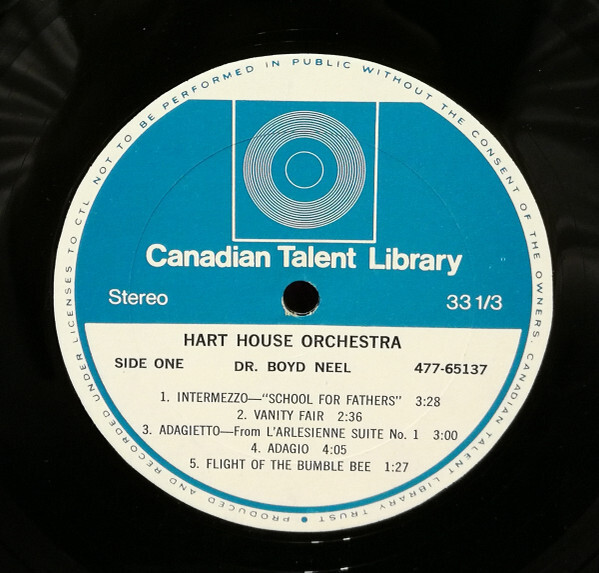 NOT TO BE PERFORMED IN PUBLIC WITHOUT THE CONSENT OF THE OWNERS. CANADIAN TALENT LIBRARY TRUST • PRODUCED AND RECORDED UNDER LICENSES TO CTL
Canadian Talent Library
Stereo 33 1/3
HART HOUSE ORCHESTRA
SIDE ONE DR. BOYD NEEL 477-65137
1. INTERMEZZO—"SCHOOL FOR FATHERS" 3:28
2. VANITY FAIR 2:36
3. ADAGIETTO—From L'ARLESIENNE SUITE No. 1 3:00
4. ADAGIO 4:05
5. FLIGHT OF THE BUMBLE BEE 1:27